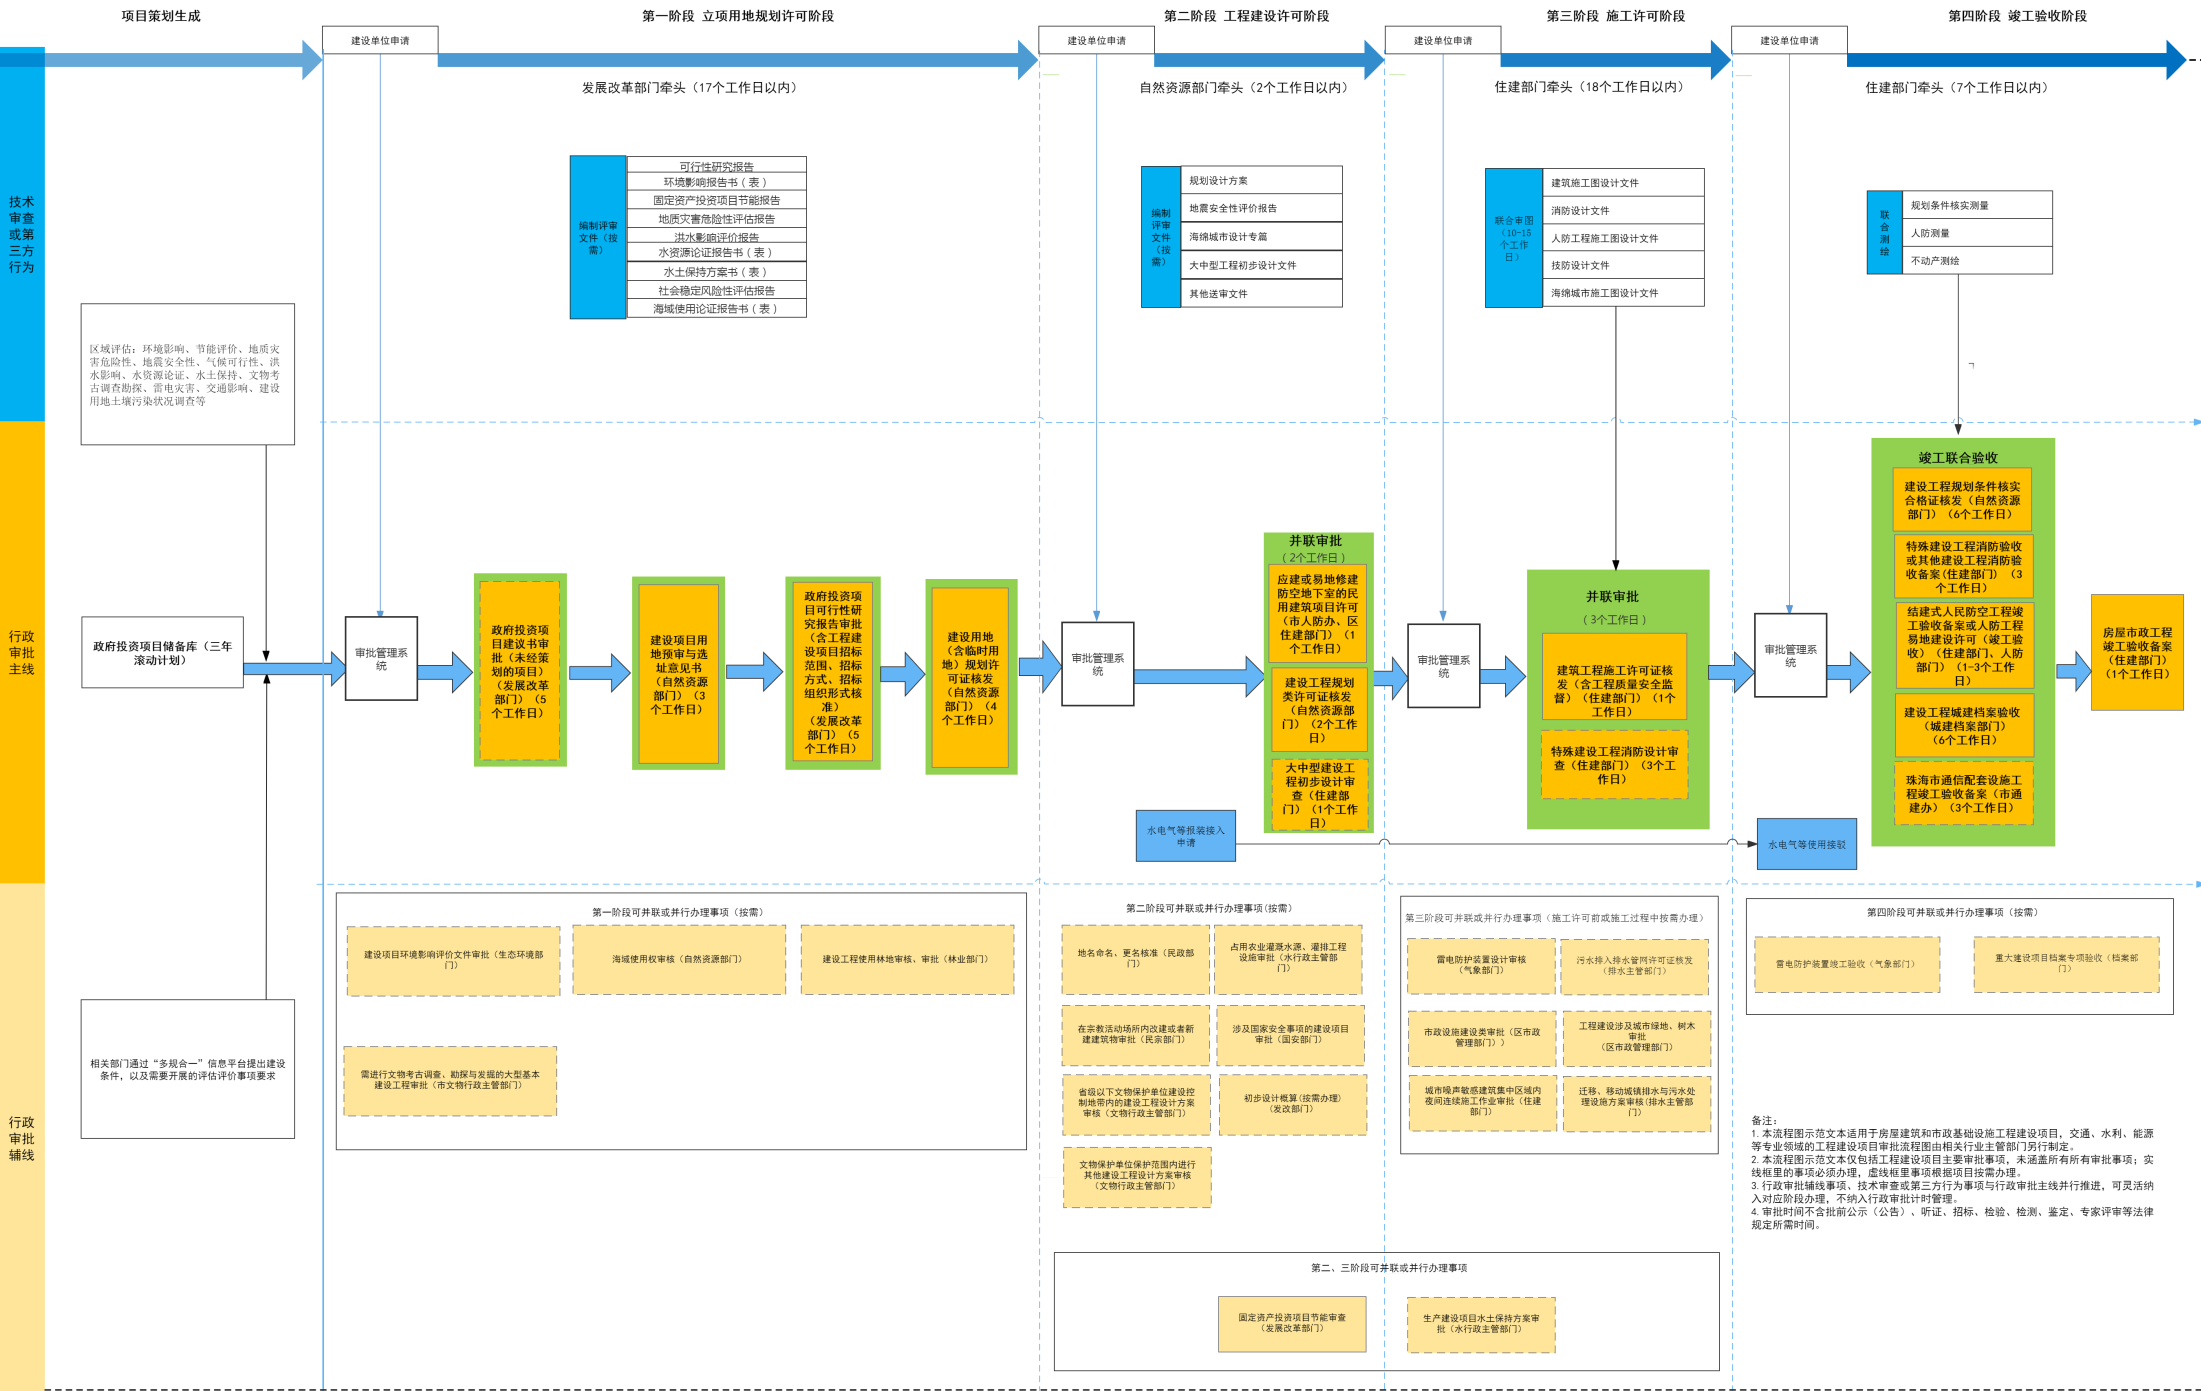 项目策划生成
第一阶段 立项用地规划许可阶段
第二阶段 工程建设许可阶段
第三阶段 施工许可阶段
第四阶段 竣工验收阶段
建设单位申请
建设单位申请
建设单位申请
建设单位申请
发展改革部门牵头（17个工作日以内）
自然资源部门牵头（2个工作日以内）
住建部门牵头（18个工作日以内）
住建部门牵头（7个工作日以内）
技术
审查
或第
三方
行为
编制评审
文件（按
需）
可行性研究报告
环境影响报告书（表）
固定资产投资项目节能报告
地质灾害危险性评估报告
洪水影响评价报告
水资源论证报告书（表）
水土保持方案书（表）
社会稳定风险性评估报告
海域使用论证报告书（表）
编制
评审
文件
（按
需）
规划设计方案
地震安全性评价报告
海绵城市设计专篇
大中型工程初步设计文件
其他送审文件
联合审图
（10-15
个工作
日）
建筑施工图设计文件
消防设计文件
人防工程施工图设计文件
技防设计文件
海绵城市施工图设计文件
联
合
测
绘
规划条件核实测量
人防测量
不动产测绘
区域评估：环境影响、节能评价、地质灾
害危险性、地震安全性、气候可行性、洪
水影响、水资源论证、水土保持、文物考
古调查勘探、雷电灾害、交通影响、建设
用地土壤污染状况调查等
行政
审批
主线
政府投资项目储备库（三年
滚动计划）
审批管理系
统
政府投资项
目建议书审
批（未经策
划的项目）
（发展改革
部门）（5
个工作日）
建设项目用
地预审与选
址意见书
（自然资源
部门）（3
个工作日）
政府投资项
目可行性研
究报告审批
（含工程建
设项目招标
范围、招标
方式、招标
组织形式核
准）
（发展改革
部门）（5
个工作日）
建设用地
（含临时用
地）规划许
可证核发
（自然资源
部门）（4
个工作日）
审批管理系
统
并联审批
（2个工作日）
应建或易地修建
防空地下室的民
用建筑项目许可
（市人防办、区
住建部门）（1
个工作日）
建设工程规划
类许可证核发
（自然资源部
门）（2个工作
日）
大中型建设工
程初步设计审
查（住建部
门）（1个工作
日）
审批管理系
统
并联审批
（3个工作日）
建筑工程施工许可证核
发（含工程质量安全监
督）（住建部门）（1个
工作日）
特殊建设工程消防设计审
查（住建部门）（3个工
作日）
审批管理系
统
竣工联合验收
建设工程规划条件核实
合格证核发（自然资源
部门）（6个工作日）
特殊建设工程消防验收
或其他建设工程消防验
收备案(住建部门）（3
个工作日）
结建式人民防空工程竣
工验收备案或人防工程
易地建设许可（竣工验
收）（住建部门、人防
部门）（1-3个工作
日）
建设工程城建档案验收
（城建档案部门）
（6个工作日）
珠海市通信配套设施工
程竣工验收备案（市通
建办）（3个工作日）
房屋市政工程
竣工验收备案
（住建部门）
（1个工作日）
水电气等报装接入
申请
水电气等使用接驳
行政
审批
辅线
相关部门通过“多规合一”信息平台提出建设
条件，以及需要开展的评估评价事项要求
第一阶段可并联或并行办理事项（按需）
建设项目环境影响评价文件审批（生态环境部
门）
海域使用权审核（自然资源部门）
建设工程使用林地审核、审批（林业部门）
需进行文物考古调查、勘探与发掘的大型基本
建设工程审批（市文物行政主管部门）
第二阶段可并联或并行办理事项(按需）
地名命名、更名核准（民政部
门）
占用农业灌溉水源、灌排工程
设施审批（水行政主管部
门）
在宗教活动场所内改建或者新
建建筑物审批（民宗部门）
涉及国家安全事项的建设项目
审批（国安部门）
省级以下文物保护单位建设控
制地带内的建设工程设计方案
审核（文物行政主管部门）
初步设计概算(按需办理)
（发改部门）
文物保护单位保护范围内进行
其他建设工程设计方案审核
（文物行政主管部门）
第三阶段可并联或并行办理事项（施工许可前或施工过程中按需办理）
雷电防护装置设计审核
（气象部门）
污水排入排水管网许可证核发
（排水主管部门）
市政设施建设类审批（区市政
管理部门））
工程建设涉及城市绿地、树木
审批
（区市政管理部门）
城市噪声敏感建筑集中区域内
夜间连续施工作业审批（住建
部门）
迁移、移动城镇排水与污水处
理设施方案审核(排水主管部
门）
第四阶段可并联或并行办理事项（按需）
雷电防护装置竣工验收（气象部门）
重大建设项目档案专项验收（档案部
门）
第二、三阶段可并联或并行办理事项
固定资产投资项目节能审查
（发展改革部门）
生产建设项目水土保持方案审
批（水行政主管部门）
备注：
1. 本流程图示范文本适用于房屋建筑和市政基础设施工程建设项目，交通、水利、能源
等专业领域的工程建设项目审批流程图由相关行业主管部门另行制定。
2. 本流程图示范文本仅包括工程建设项目主要审批事项，未涵盖所有所有审批事项；实
线框里的事项必须办理，虚线框里事项根据项目按需办理。
3. 行政审批辅线事项、技术审查或第三方行为事项与行政审批主线并行推进，可灵活纳
入对应阶段办理，不纳入行政审批计时管理。
4. 审批时间不含批前公示（公告）、听证、招标、检验、检测、鉴定、专家评审等法律
规定所需时间。